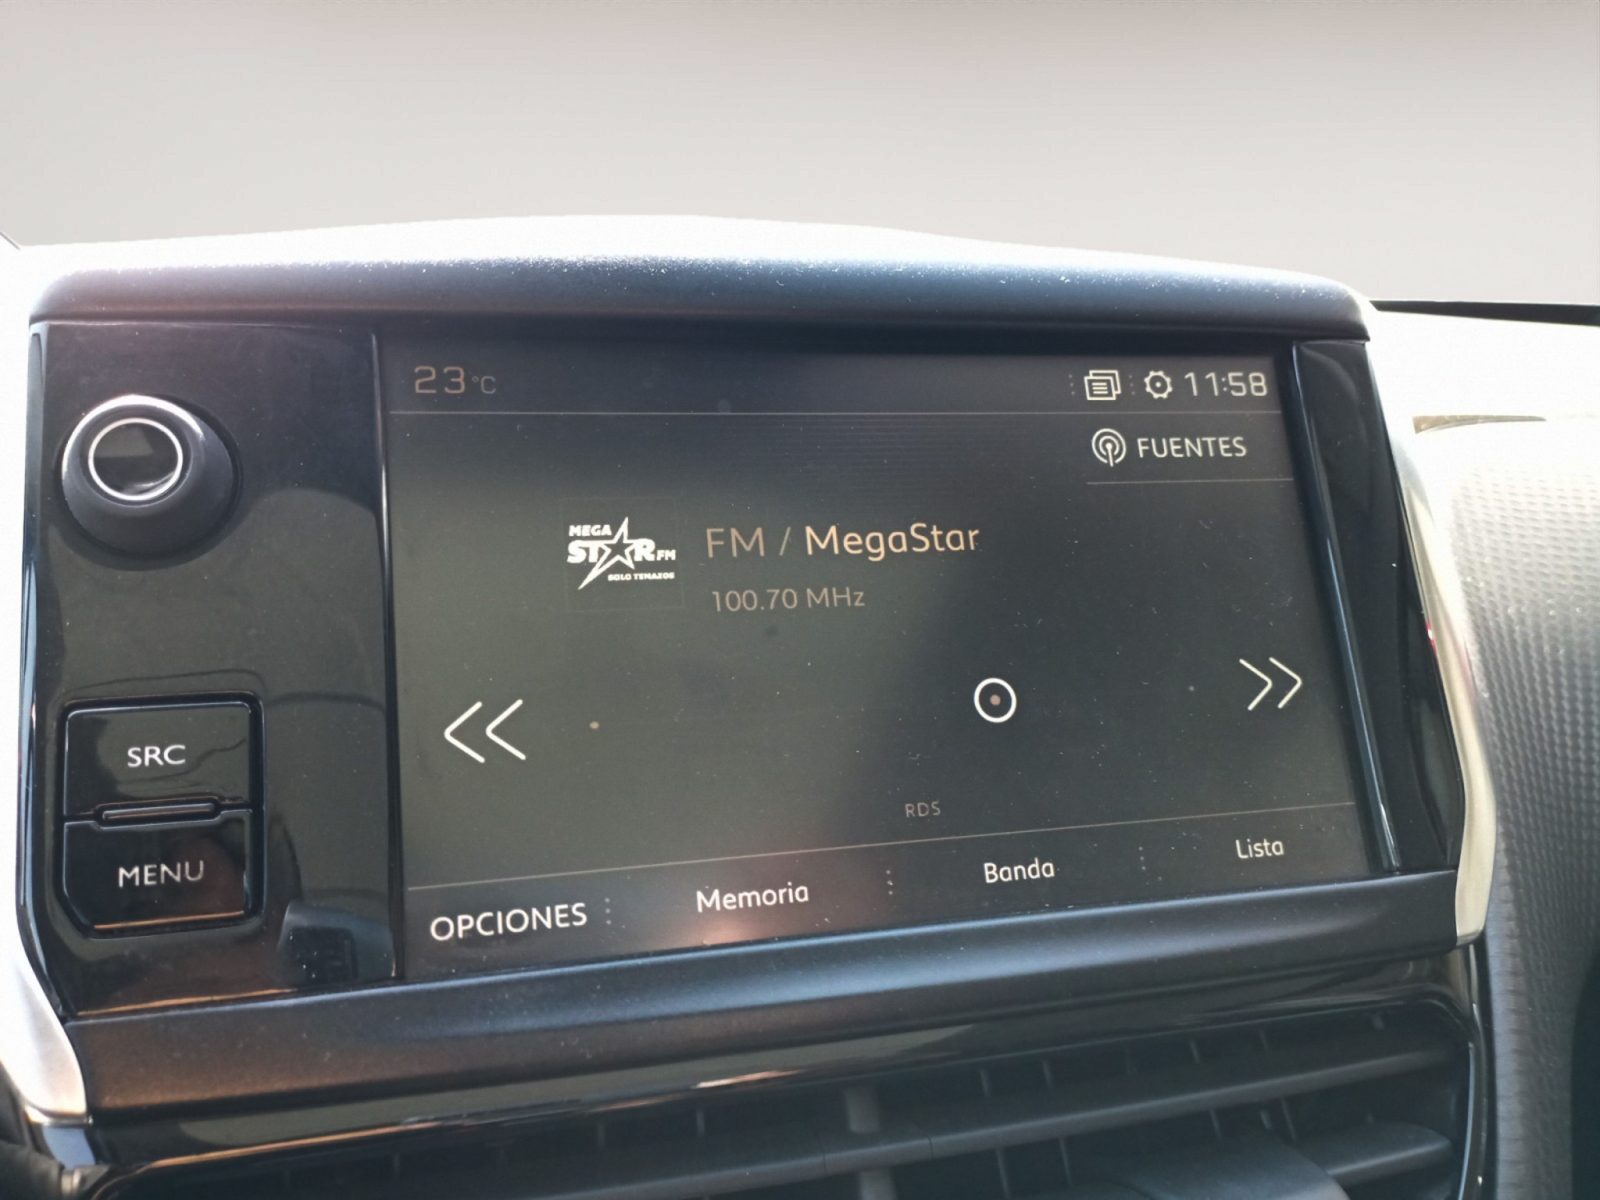 23°C
11:58
FUENTES
MEGA
STAR FM
SOLO TEMAZOS
FM / MegaStar
100.70 MHz
SRC
MENU
RDS
OPCIONES
Memoria
Banda
Lista